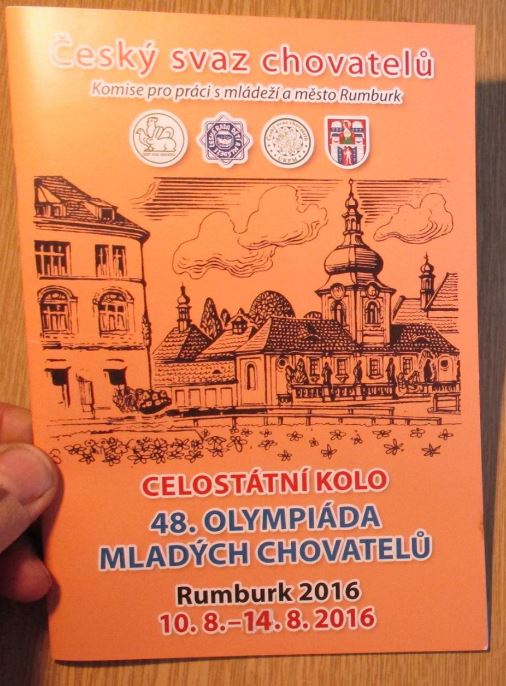 Český svaz chovatelů
Komise pro práci s mládeží a město Rumburk
CELOSTÁTNÍ KOLO
48. OLYMPIÁDA
MLADÝCH CHOVATELŮ
Rumburk 2016
10. 8.–14. 8. 2016